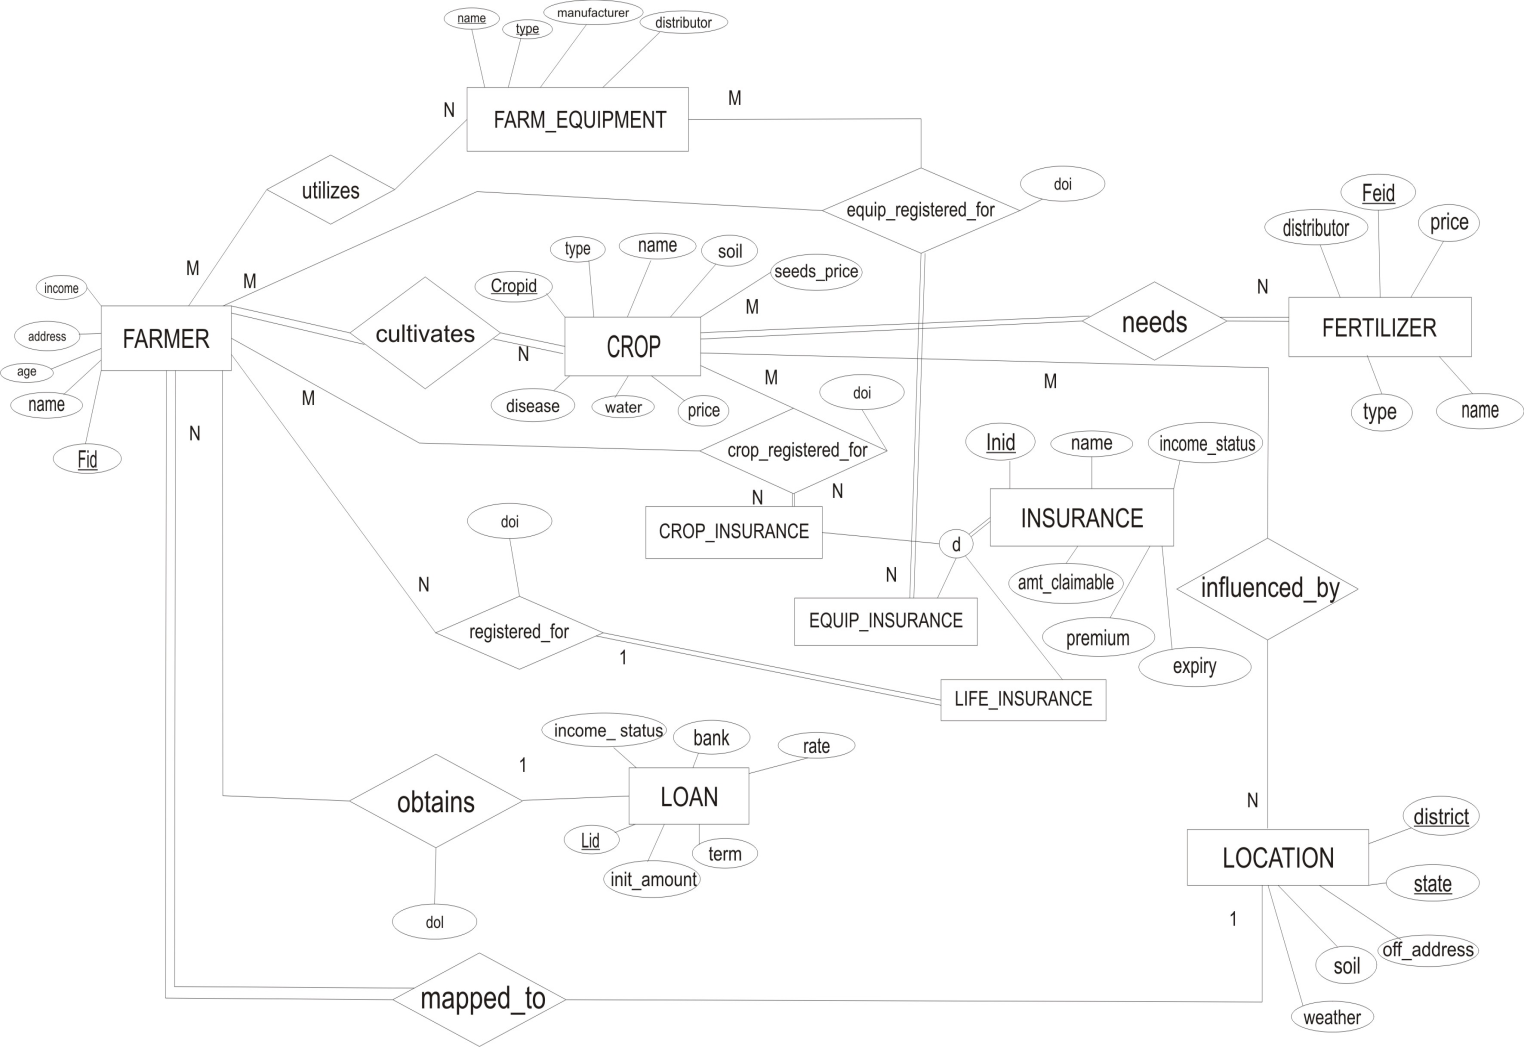 name
type
manufacturer
distributor
FARM_EQUIPMENT
N
M
utilizes
equip_registered_for
doi
M
M
income
address
age
name
Fid
FARMER
cultivates
N
type
name
soil
Cropid
seeds_price
CROP
disease
water
price
M
needs
N
Feid
distributor
price
FERTILIZER
type
name
M
N
M
M
doi
crop_registered_for
N
N
CROP_INSURANCE
Inid
name
income_status
INSURANCE
d
amt_claimable
premium
expiry
N
EQUIP_INSURANCE
influenced_by
doi
N
registered_for
1
LIFE_INSURANCE
income_ status
bank
rate
1
LOAN
obtains
Lid
init_amount
term
dol
N
LOCATION
district
state
off_address
soil
weather
1
mapped_to